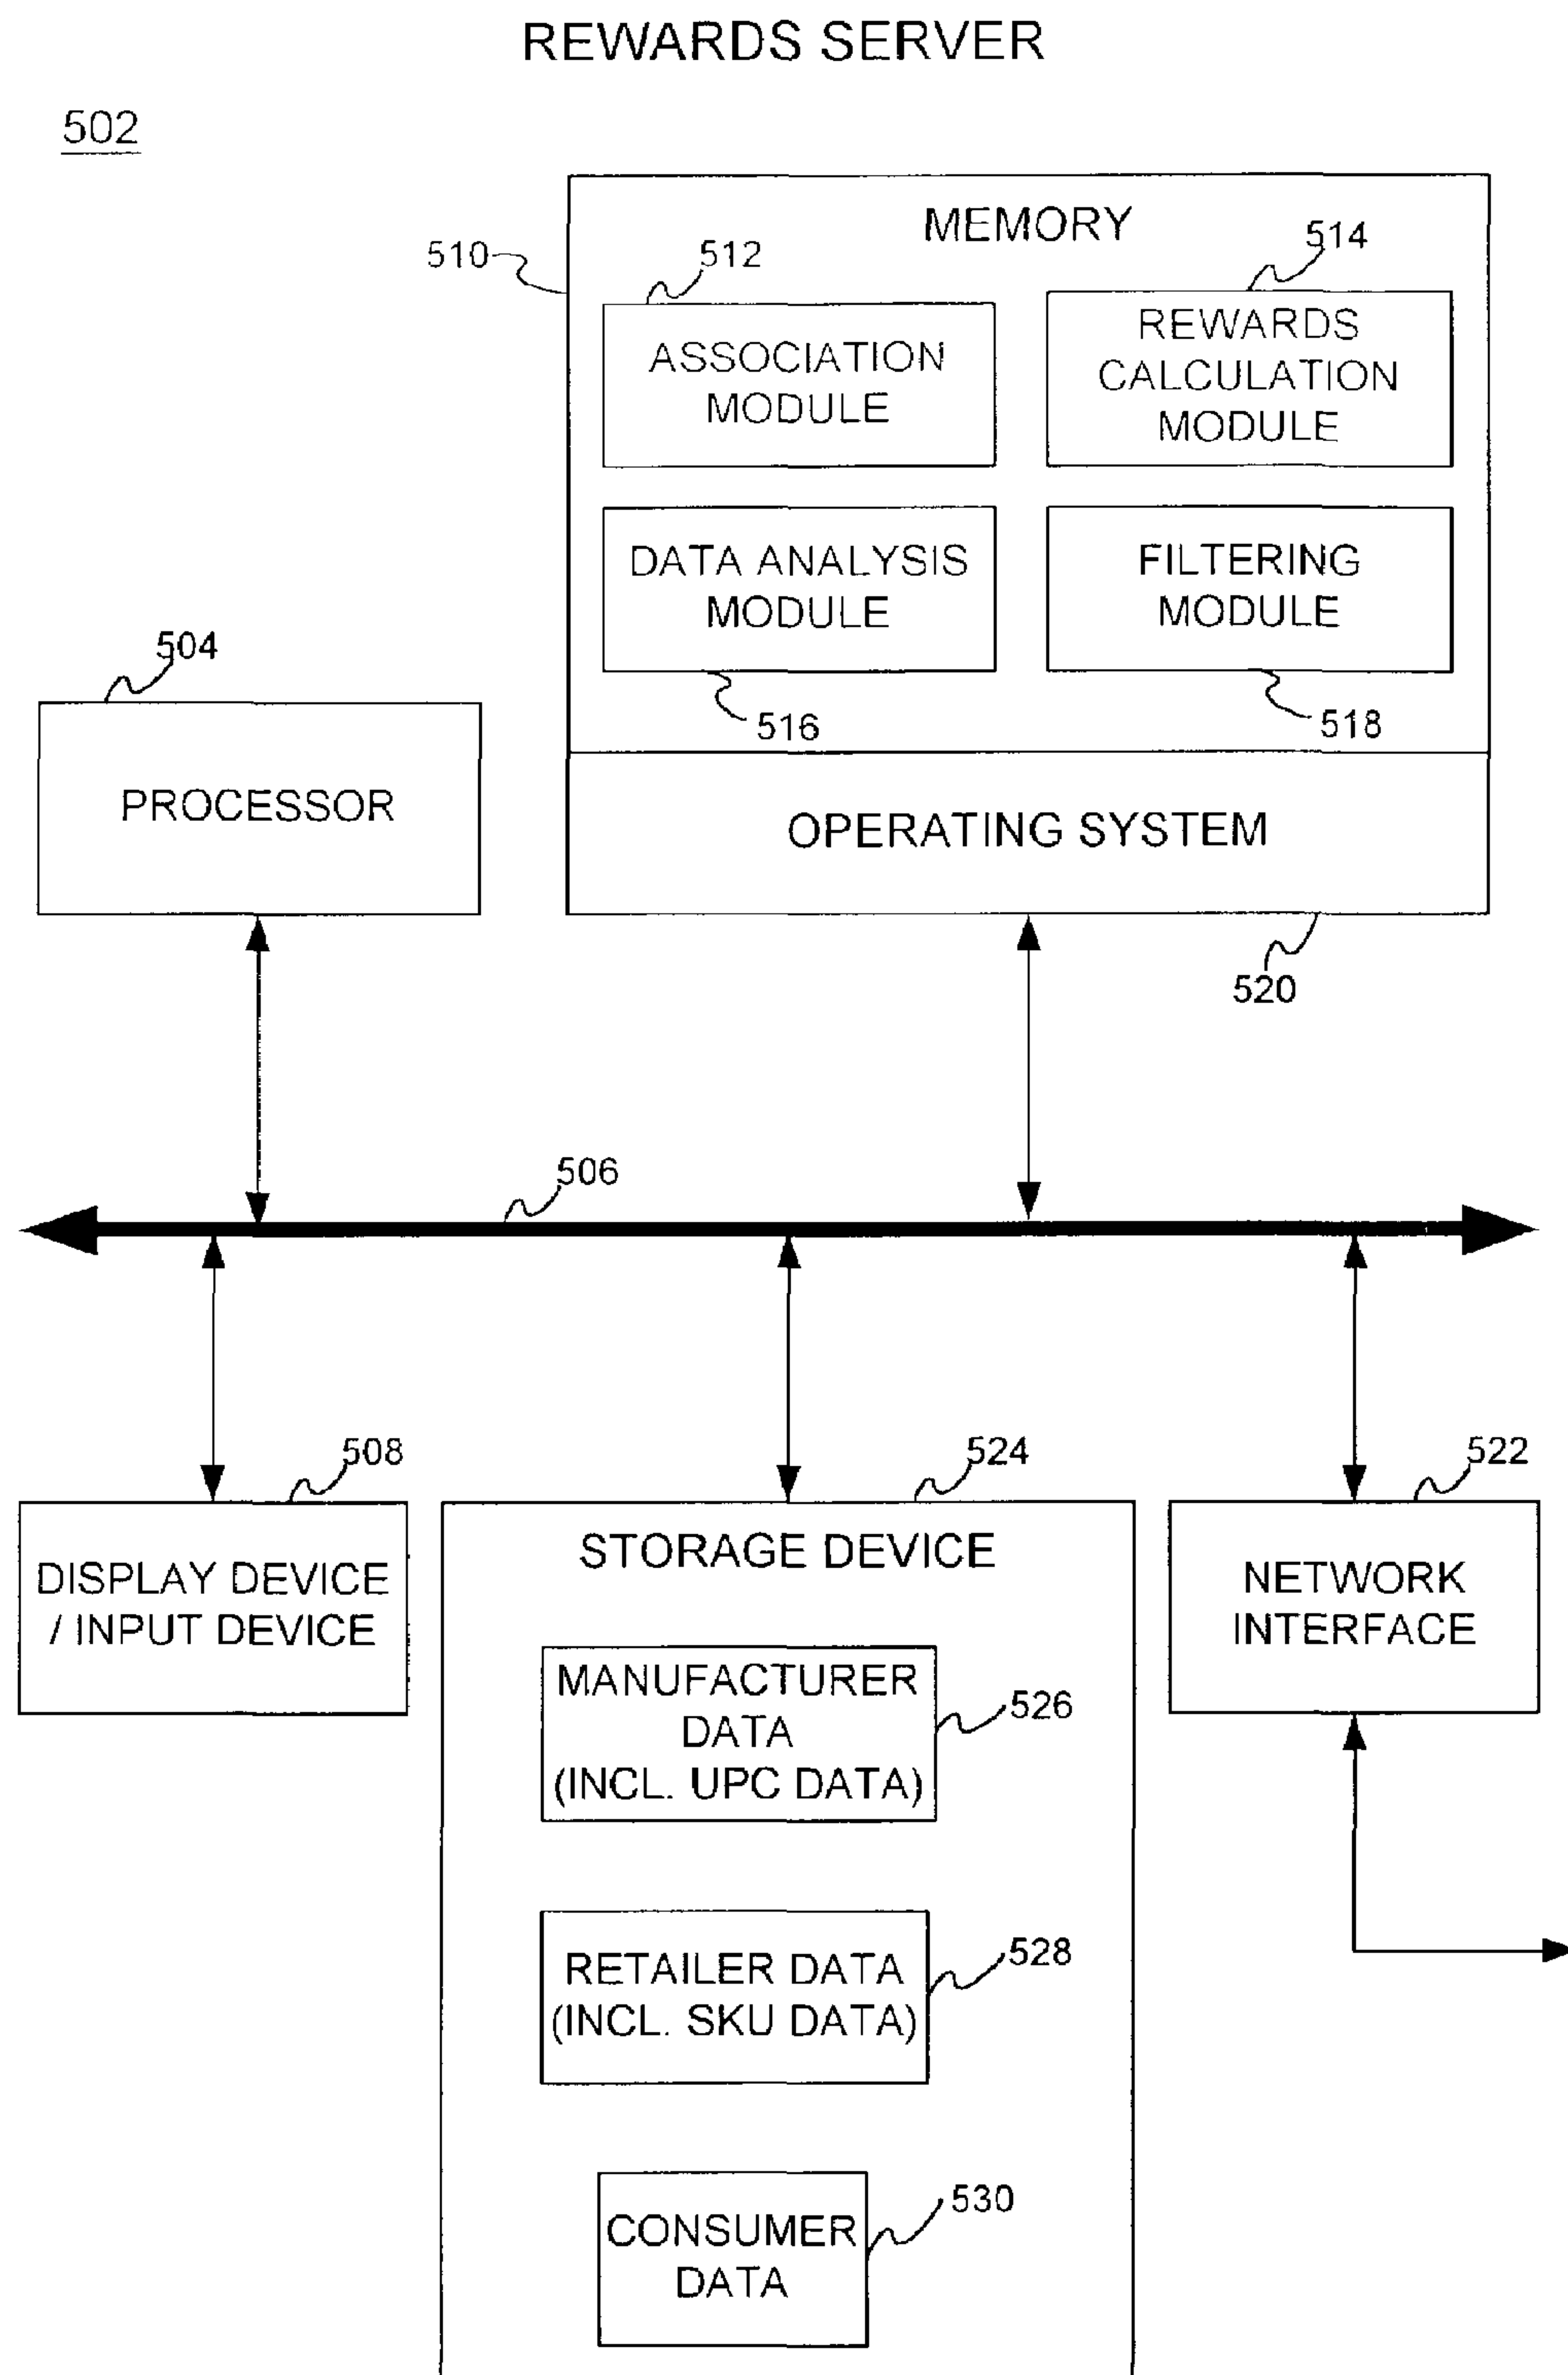 REWARDS SERVER
502
MEMORY
510
512
514
ASSOCIATION
MODULE
REWARDS
CALCULATION
MODULE
DATA ANALYSIS
MODULE
FILTERING
MODULE
516
518
504
PROCESSOR
OPERATING SYSTEM
520
506
508
524
522
DISPLAY DEVICE
/ INPUT DEVICE
STORAGE DEVICE
NETWORK
INTERFACE
MANUFACTURER
DATA
(INCL. UPC DATA)
526
RETAILER DATA
(INCL. SKU DATA)
528
CONSUMER
DATA
530